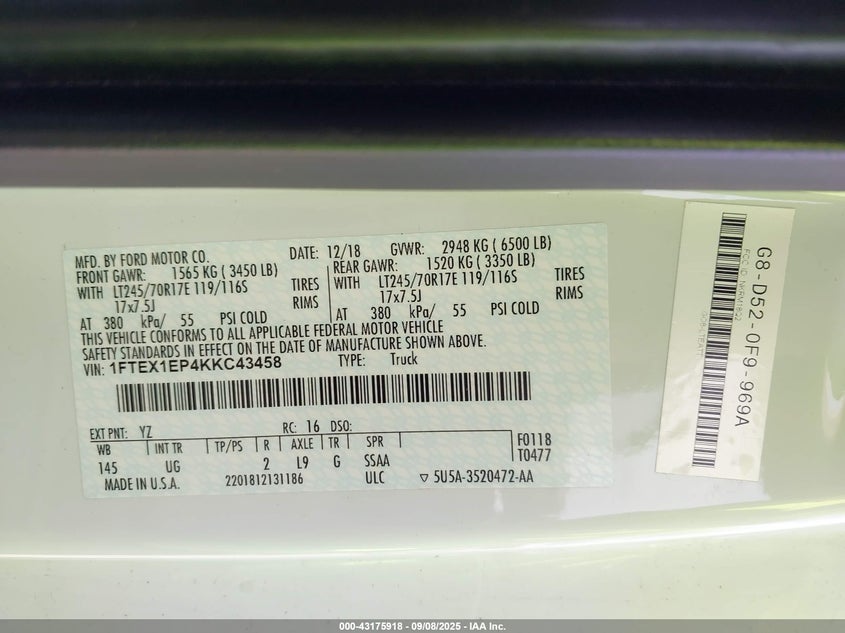 MFD. BY FORD MOTOR CO.
DATE: 12/18
GVWR: 2948 KG ( 6500 LB)
FRONT GAWR: 1565 KG ( 3450 LB)
REAR GAWR: 1520 KG ( 3350 LB)
WITH LT245/70R17E 119/116S TIRES
WITH LT245/70R17E 119/116S TIRES
17x7.5J RIMS
17x7.5J RIMS
AT 380 kPa/ 55 PSI COLD
AT 380 kPa/ 55 PSI COLD
THIS VEHICLE CONFORMS TO ALL APPLICABLE FEDERAL MOTOR VEHICLE
SAFETY STANDARDS IN EFFECT ON THE DATE OF MANUFACTURE SHOWN ABOVE.
VIN: 1FTEX1EP4KKC43458
TYPE: Truck
EXT PNT: YZ RC: 16 DSO:
WB INT TR TP/PS R AXLE TR SPR
145 UG 2 L9 G SSAA
F0118
T0477
MADE IN U.S.A. 2201812131186 ULC ▽ 5U5A-3520472-AA
G8-D52-0F9-969A
000-43175918 - 09/08/2025 - IAA Inc.